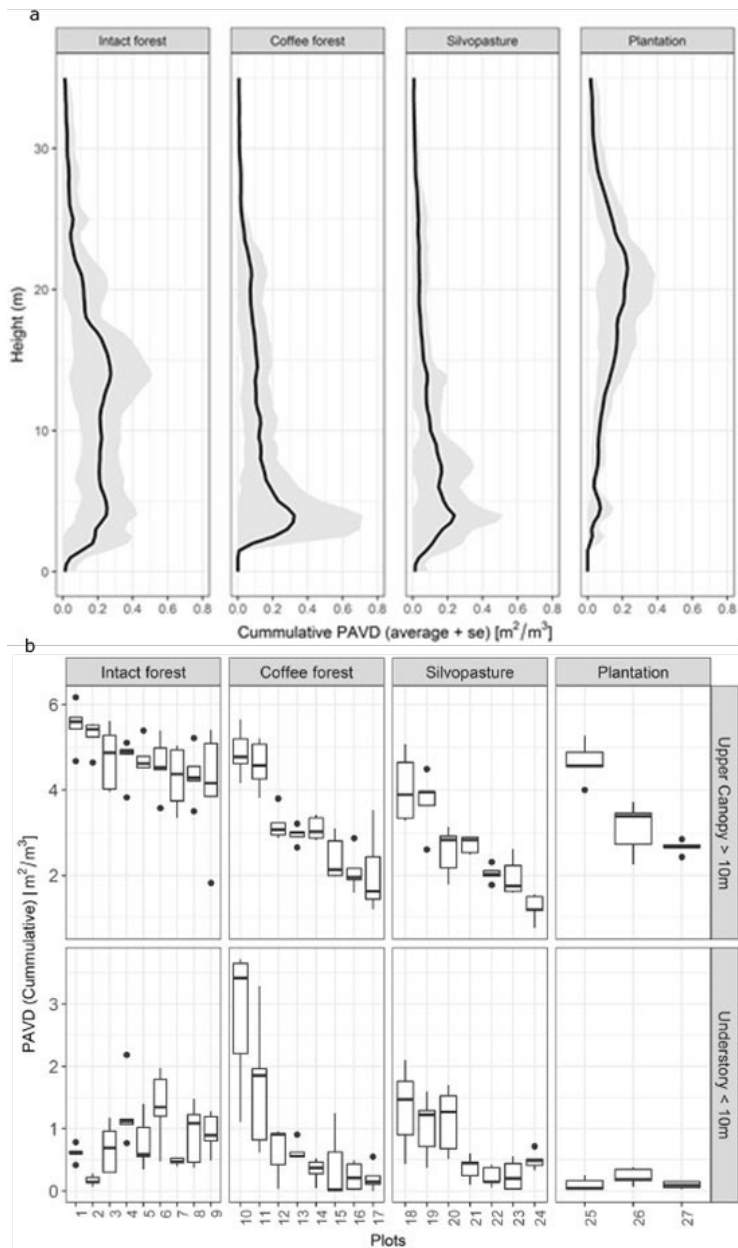 a
Intact forest Coffee forest Silvopasture Plantation
30
20
10
0
Height (m)
0.0 0.2 0.4 0.6 0.8 0.0 0.2 0.4 0.6 0.8 0.0 0.2 0.4 0.6 0.8 0.0 0.2 0.4 0.6 0.8
Cummulative PAVD (average + se) [m²/m³]
b
Intact forest Coffee forest Silvopasture Plantation
6
4
2
Upper Canopy > 10m
PAVD (Cummulative) [m²/m³]
3
2
1
0
Understory < 10m
1 2 3 4 5 6 7 8 9 10 11 12 13 14 15 16 17 18 19 20 21 22 23 24 25 26 27
Plots